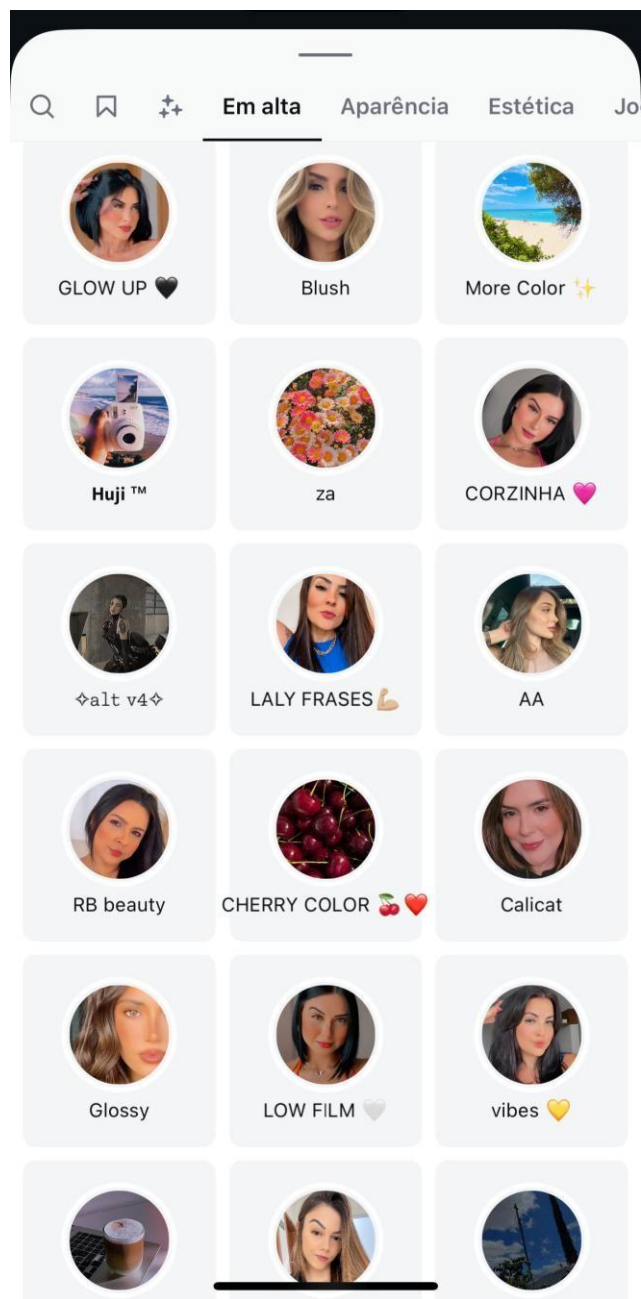 Em alta Aparência Estética Jo
GLOW UP 🖤 Blush More Color ✨
Huji ™ za CORZINHA 🩷
✧alt v4✧ LALY FRASES💪🏼 AA
RB beauty CHERRY COLOR 🍒❤️ Calicat
Glossy LOW FILM 🤍 vibes 💛